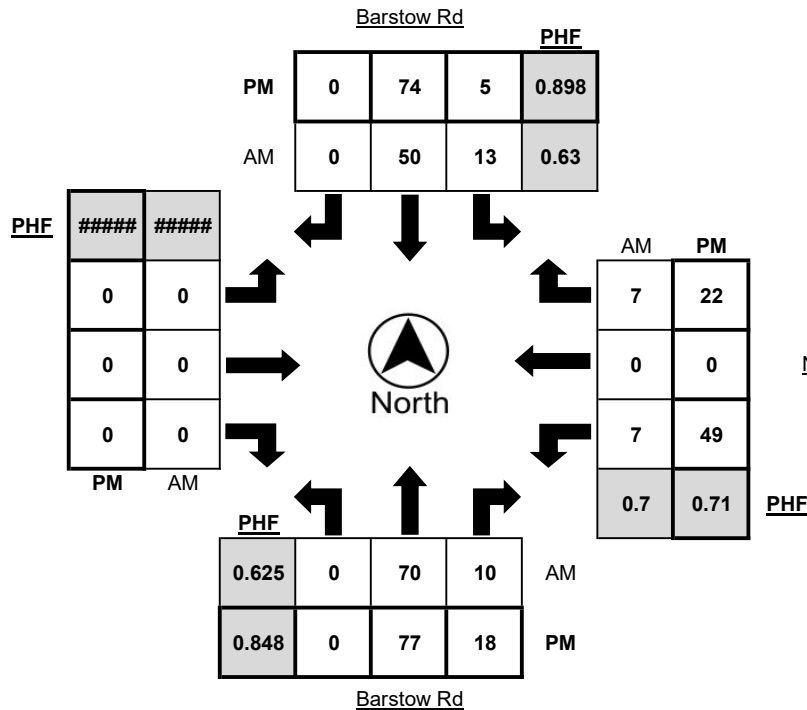 Barstow Rd
PHF
PM 0 74 5 0.898
AM 0 50 13 0.63
PHF ##### #####
0 0
0 0
0 0
PM AM
AM PM
7 22
0 0
7 49
0.7 0.71 PHF
N
North
PHF
0.625 0 70 10 AM
0.848 0 77 18 PM
Barstow Rd